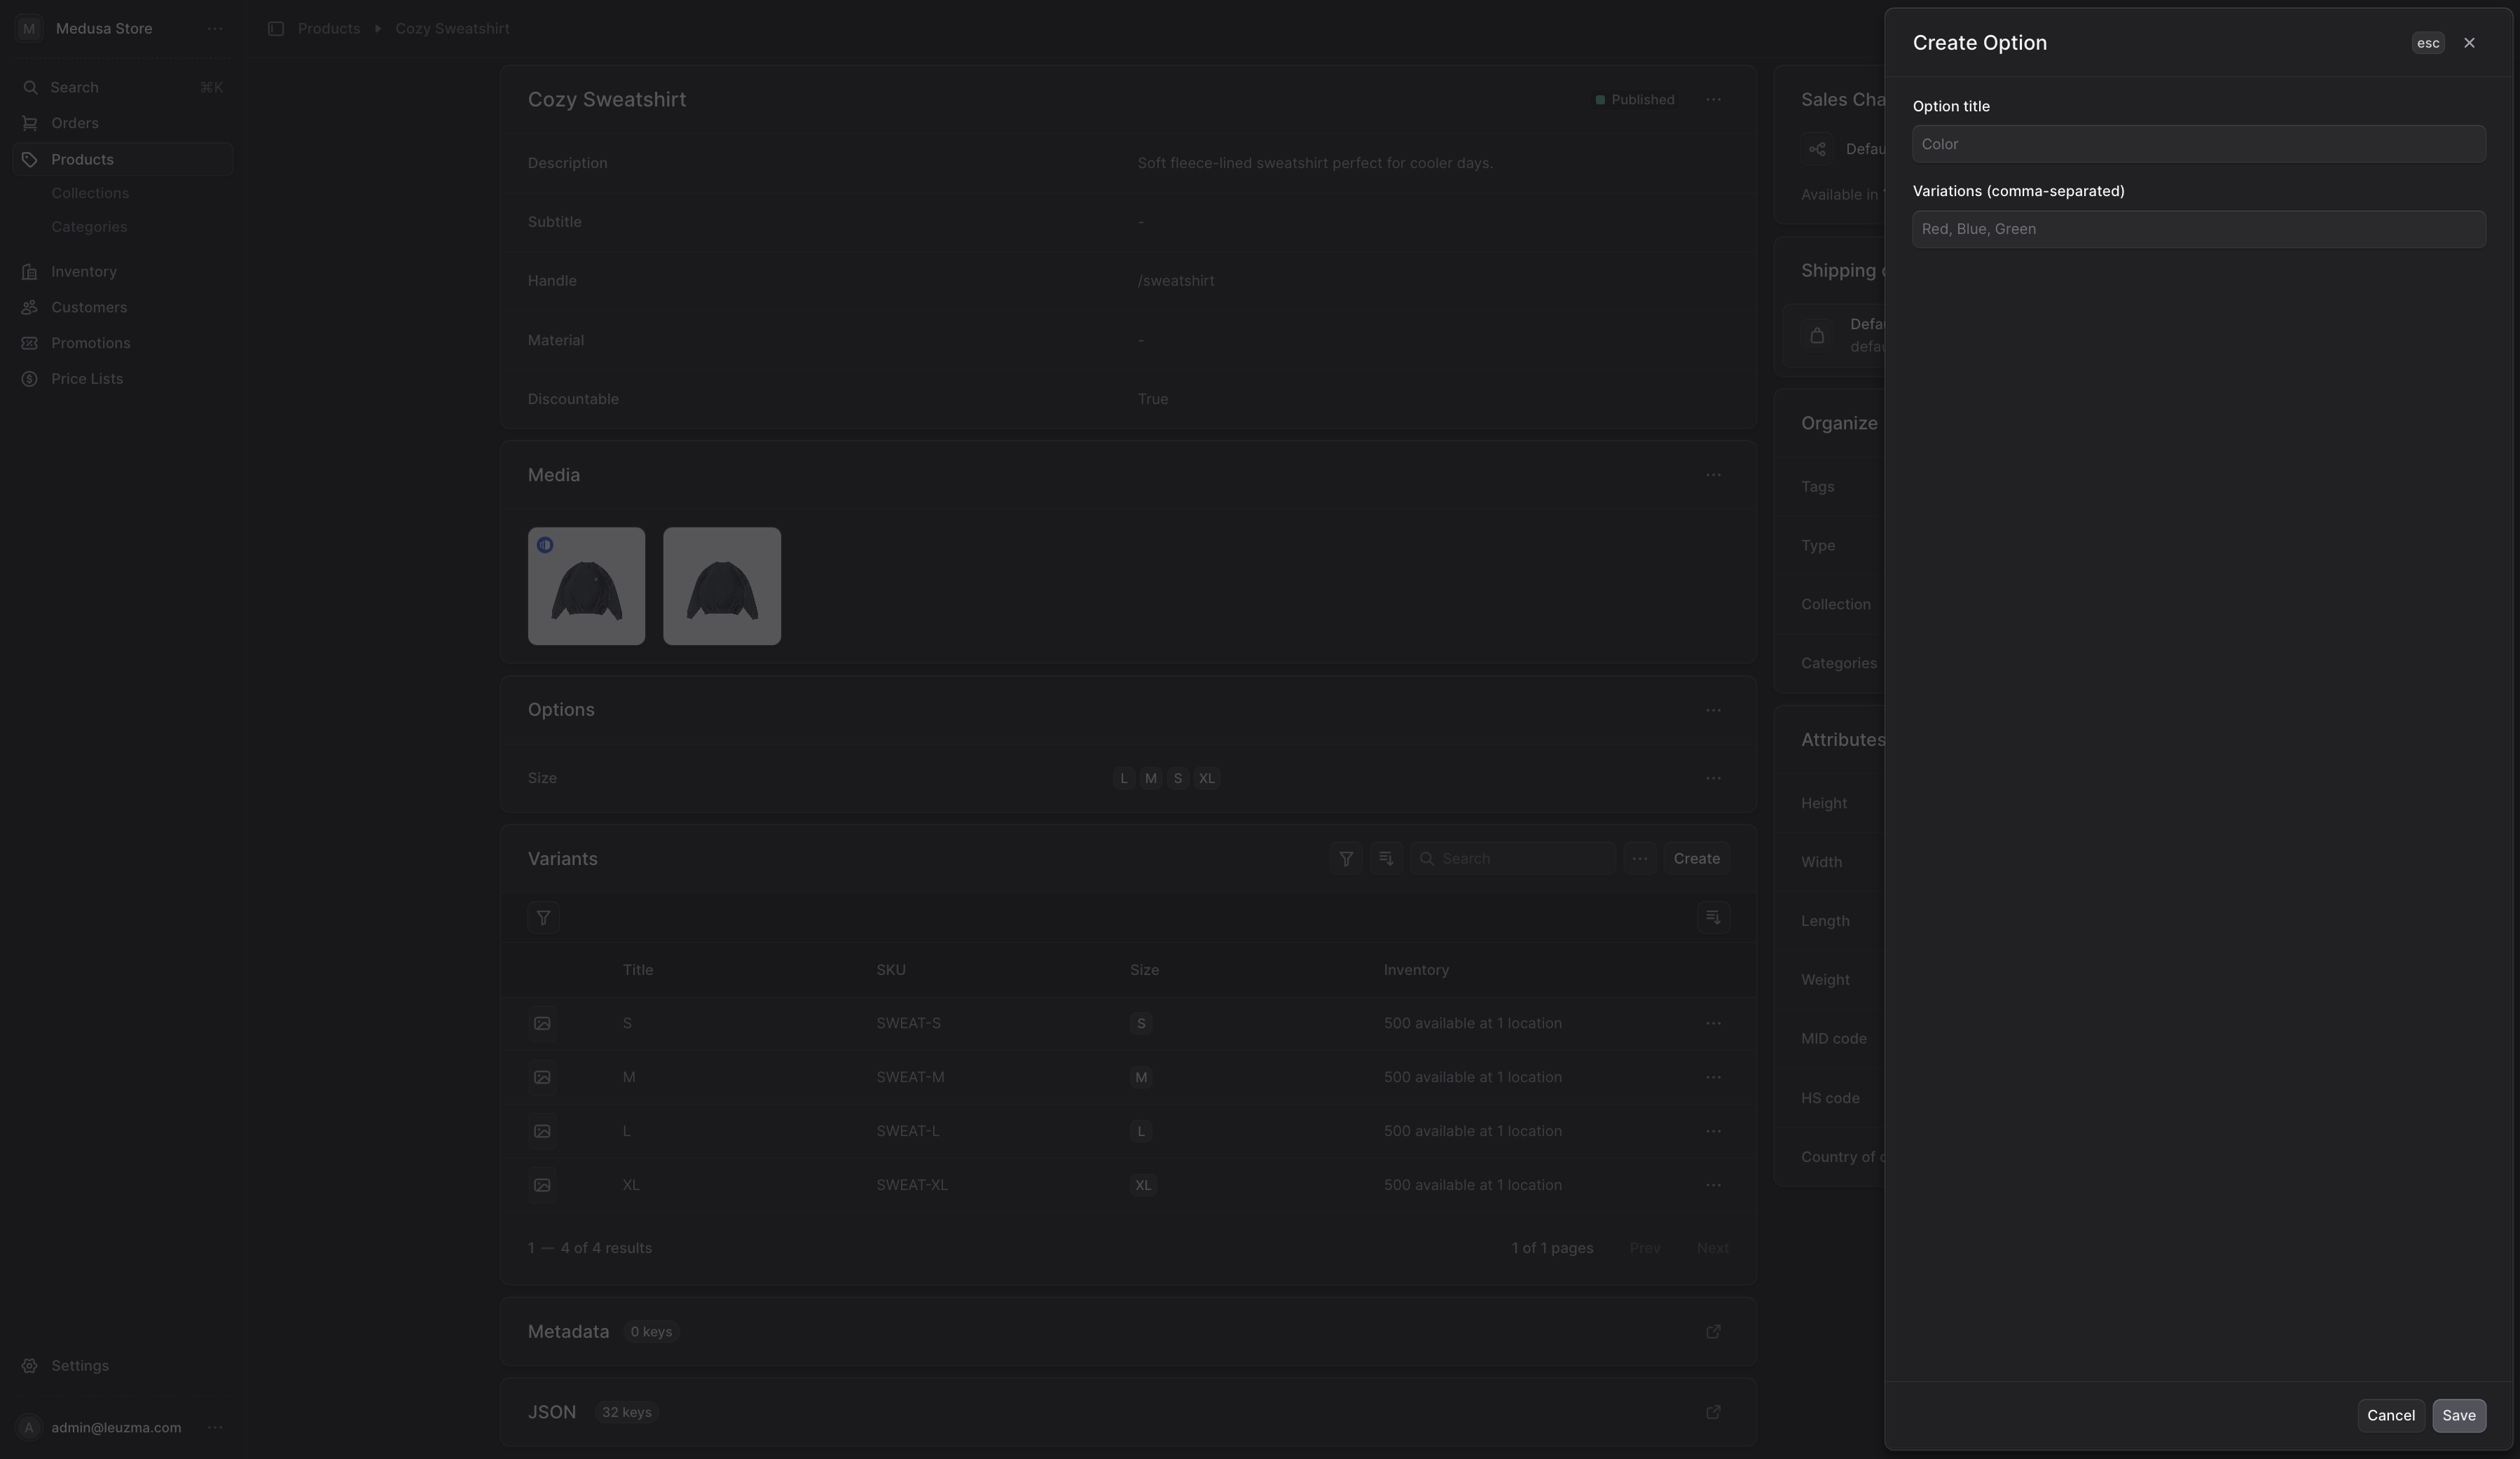 M Medusa Store
Search ⌘K
Orders
Products
Collections
Categories
Inventory
Customers
Promotions
Price Lists
Settings
A admin@leuzma.com
Products Cozy Sweatshirt
Cozy Sweatshirt Published
Description Soft fleece-lined sweatshirt perfect for cooler days.
Subtitle -
Handle /sweatshirt
Material -
Discountable True
Media
Options
Size L M S XL
Variants Search Create
Title SKU Size Inventory
S SWEAT-S S 500 available at 1 location
M SWEAT-M M 500 available at 1 location
L SWEAT-L L 500 available at 1 location
XL SWEAT-XL XL 500 available at 1 location
1 — 4 of 4 results 1 of 1 pages Prev Next
Metadata 0 keys
JSON 32 keys
Sales Cha
Defau
Available in
Shipping
Defau
defau
Organize
Tags
Type
Collection
Categories
Attributes
Height
Width
Length
Weight
MID code
HS code
Country of
Create Option esc
Option title
Color
Variations (comma-separated)
Red, Blue, Green
Cancel Save